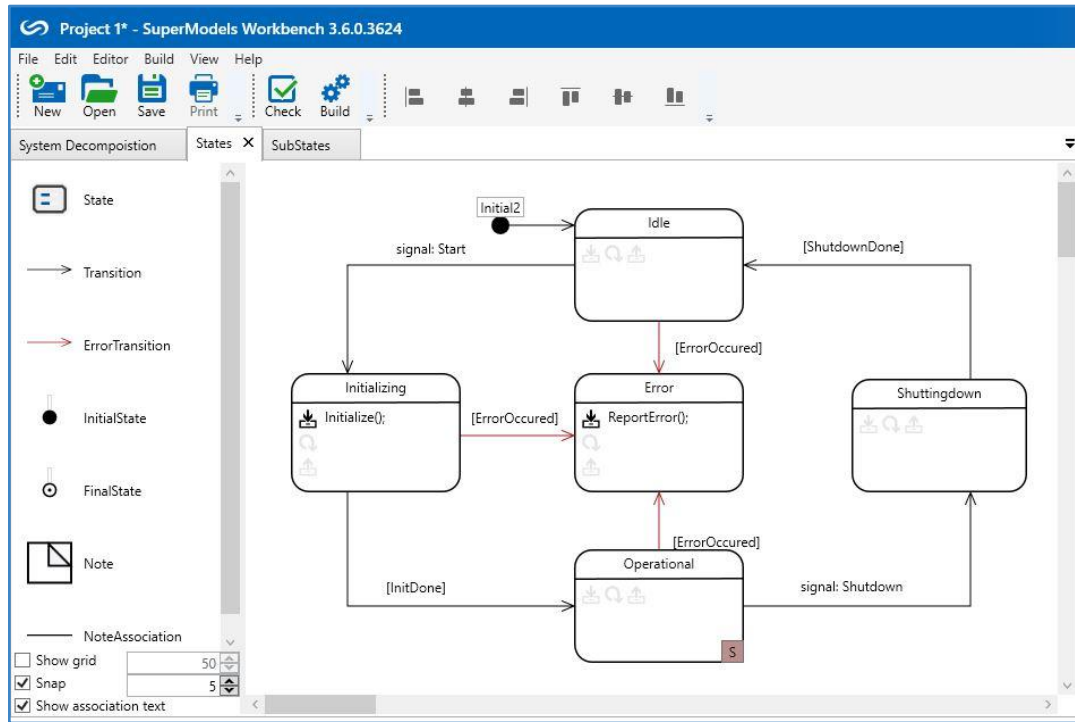 Project 1* - SuperModels Workbench 3.6.0.3624
File Edit Editor Build View Help
New Open Save Print Check Build
System Decompoistion States X SubStates
State
Transition
ErrorTransition
InitialState
FinalState
Note
NoteAssociation
Show grid 50
Snap 5
Show association text
Initial2
Idle
signal: Start
[ShutdownDone]
[ErrorOccured]
Initializing
Initialize();
[ErrorOccured]
Error
ReportError();
Shuttingdown
[ErrorOccured]
Operational
[InitDone]
signal: Shutdown
S